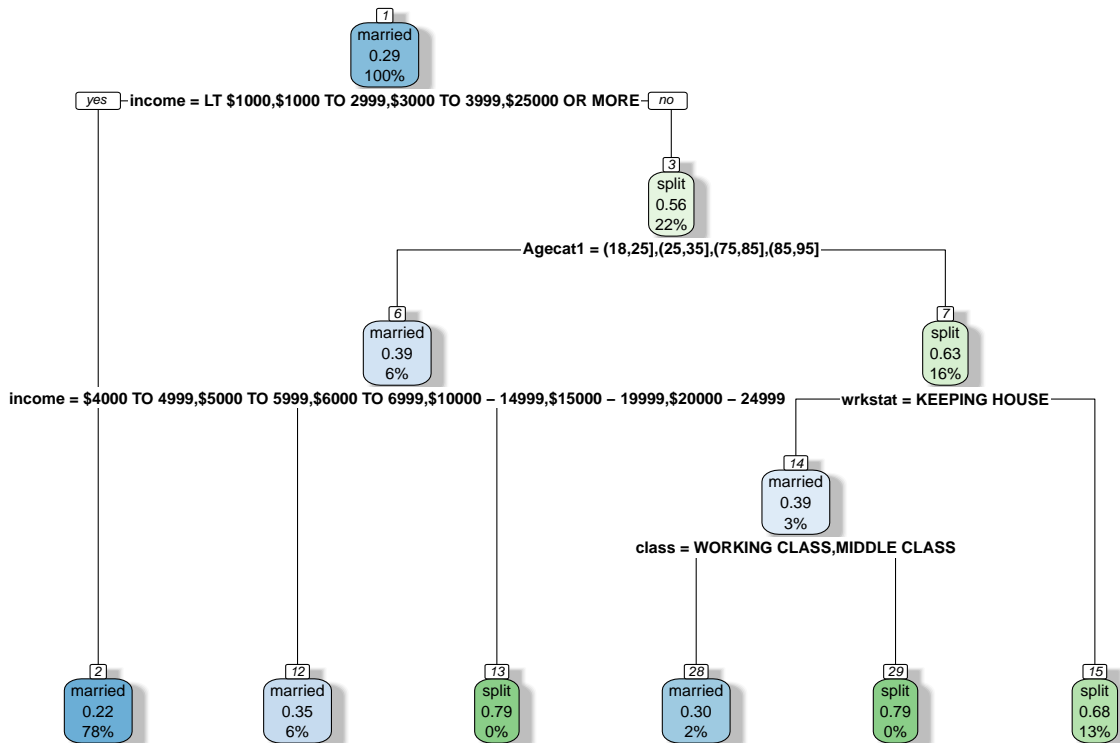 1
married
0.29
100%
yes income = LT $1000,$1000 TO 2999,$3000 TO 3999,$25000 OR MORE no
3
split
0.56
22%
Agecat1 = (18,25],(25,35],(75,85],(85,95]
6
married
0.39
6%
7
split
0.63
16%
income = $4000 TO 4999,$5000 TO 5999,$6000 TO 6999,$10000 – 14999,$15000 – 19999,$20000 – 24999
wrkstat = KEEPING HOUSE
14
married
0.39
3%
class = WORKING CLASS,MIDDLE CLASS
2
married
0.22
78%
12
married
0.35
6%
13
split
0.79
0%
28
married
0.30
2%
29
split
0.79
0%
15
split
0.68
13%